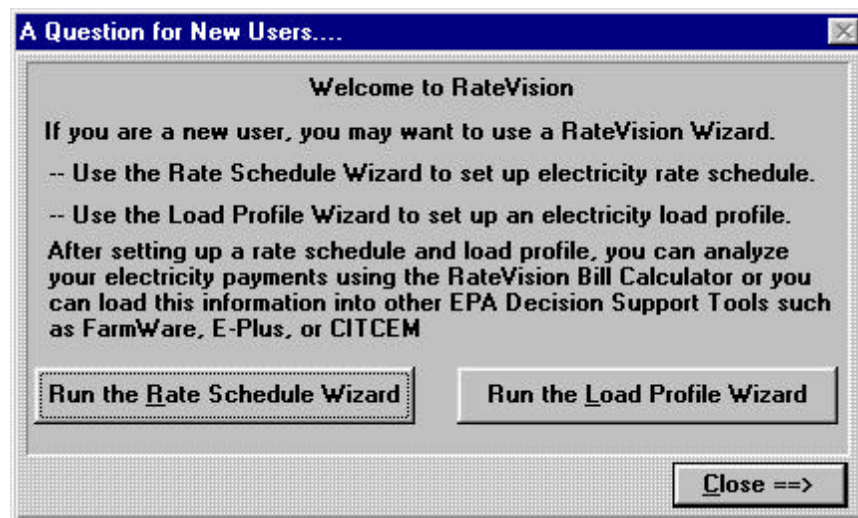 A Question for New Users....
Welcome to RateVision
If you are a new user, you may want to use a RateVision Wizard.
-- Use the Rate Schedule Wizard to set up electricity rate schedule.
-- Use the Load Profile Wizard to set up an electricity load profile.
After setting up a rate schedule and load profile, you can analyze
your electricity payments using the RateVision Bill Calculator or you
can load this information into other EPA Decision Support Tools such
as FarmWare, E-Plus, or CITCEM
Run the Rate Schedule Wizard
Run the Load Profile Wizard
Close ==>